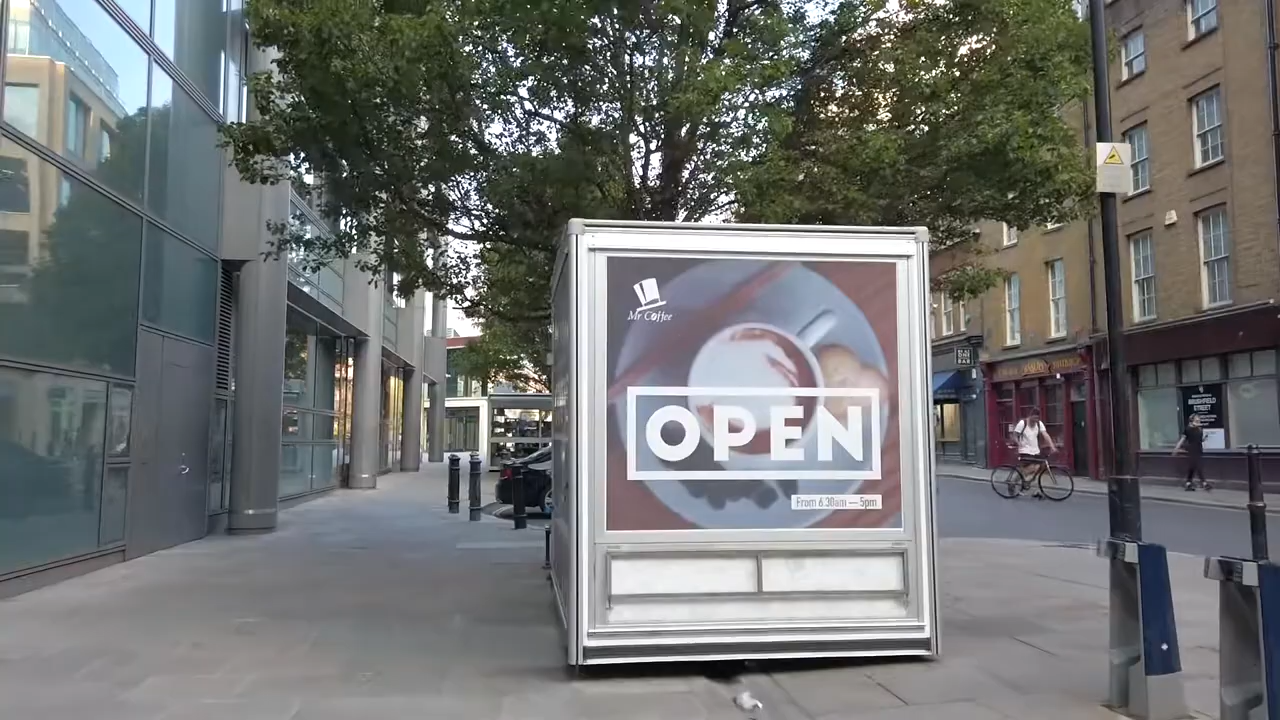 Mr Coffee
OPEN
From 6.30am — 5pm
BRUSHFIELD
STREET